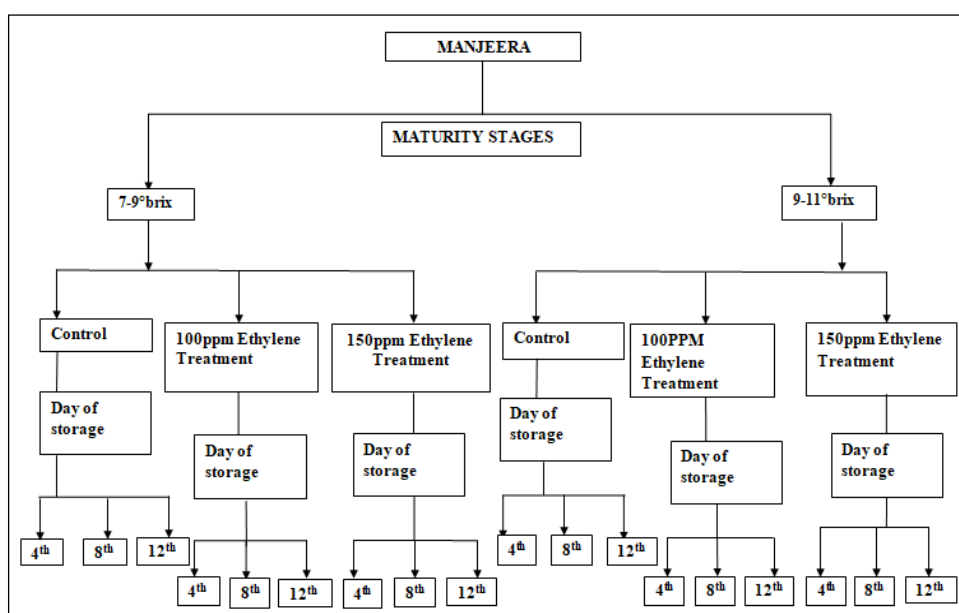 MANJEERA
MATURITY STAGES
7-9°brix
9-11°brix
Control
100ppm Ethylene
Treatment
150ppm Ethylene
Treatment
Control
100PPM
Ethylene
Treatment
150ppm Ethylene
Treatment
Day of
storage
Day of
storage
Day of
storage
Day of
storage
Day of
storage
Day of
storage
4th
8th
12th
4th
8th
12th
4th
8th
12th
4th
8th
12th
4th
8th
12th
4th
8th
12th